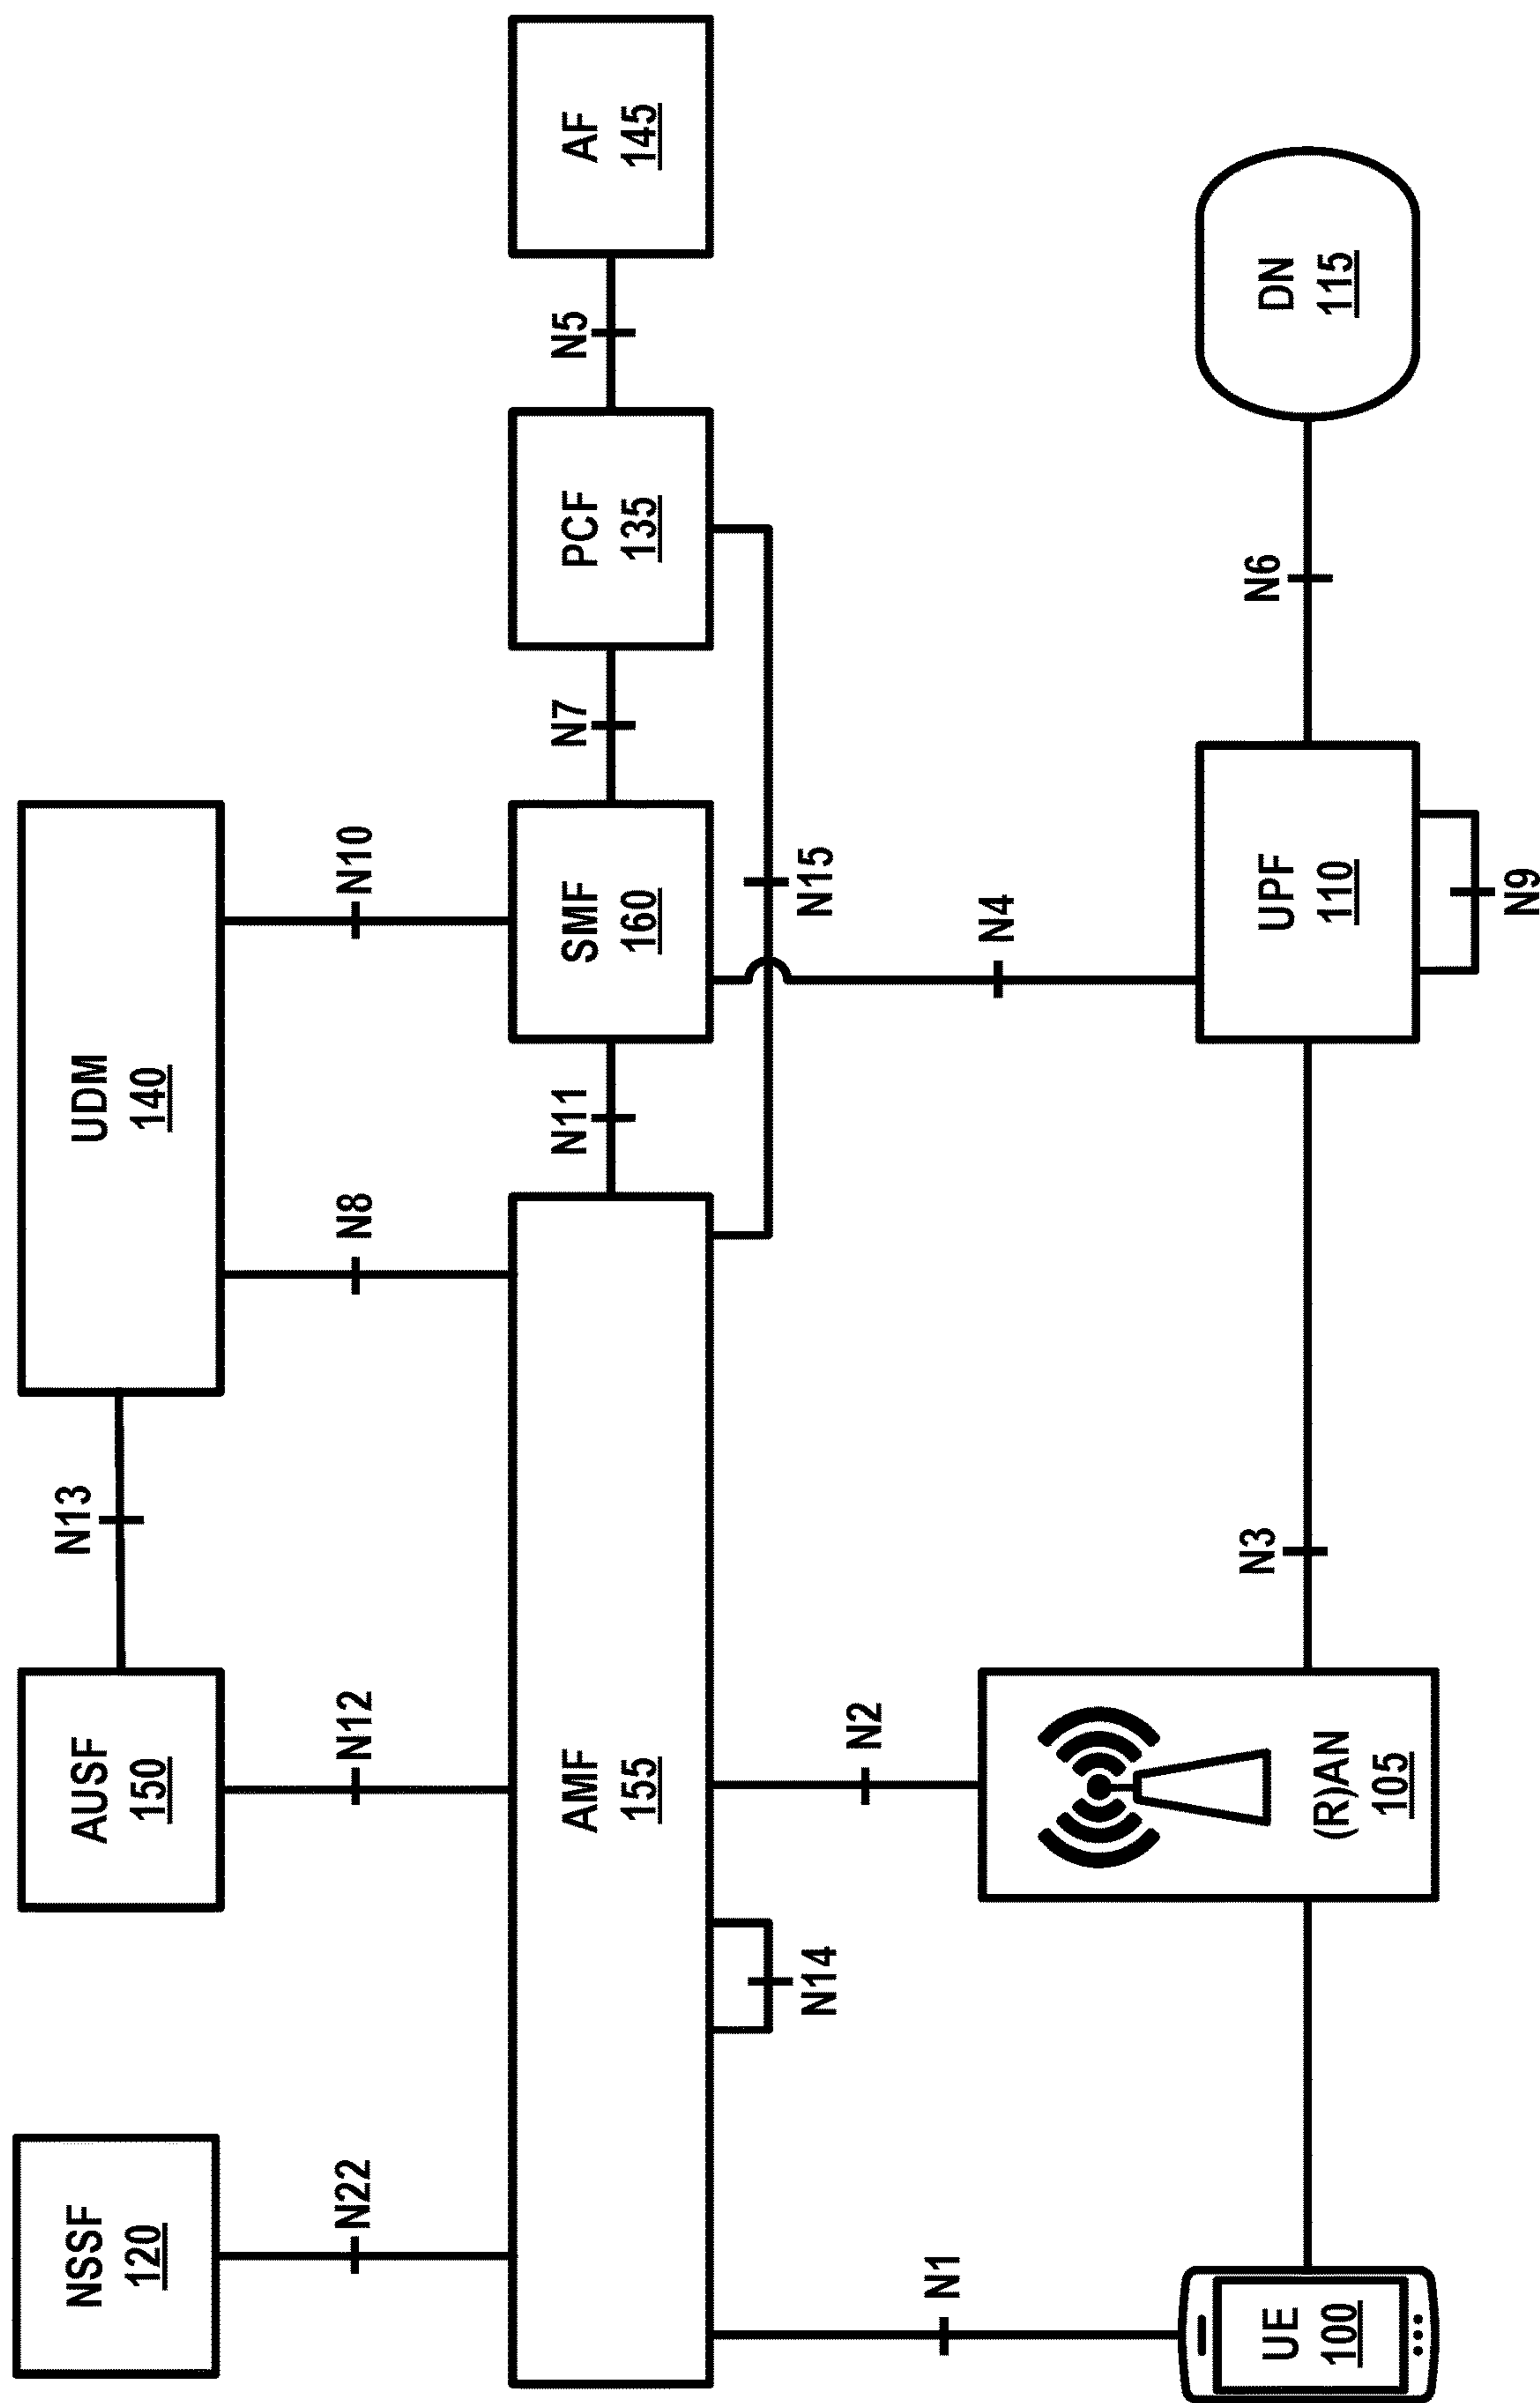 NSSF
120
AUSF
150
UDM
140
N13
N22
N12
N8
N10
AMF
155
N11
SMF
160
N7
PCF
135
N5
AF
145
N14
N15
N1
N2
N4
UE
100
(R)AN
105
N3
UPF
110
N6
DN
115
N9